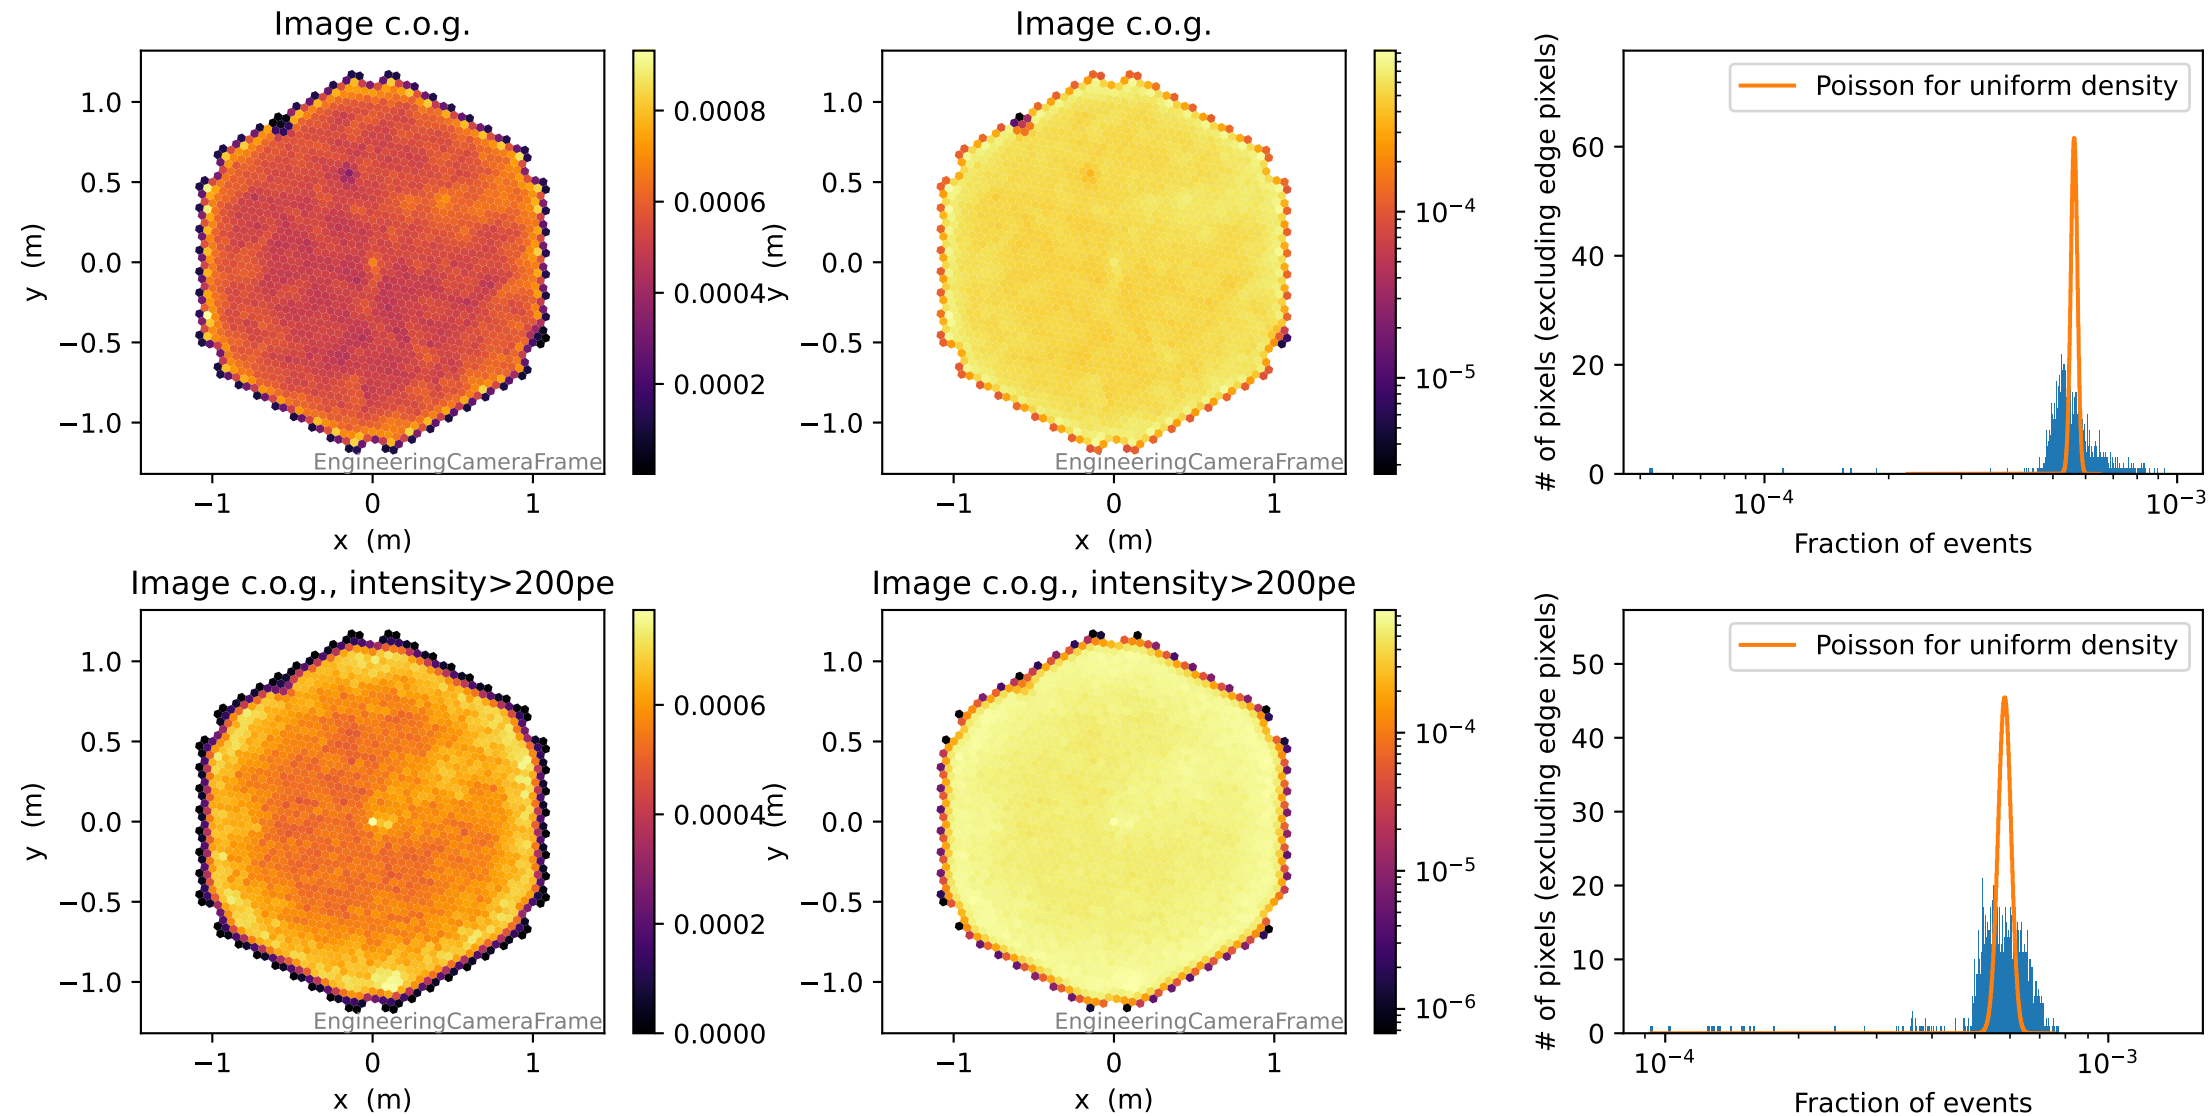 Image c.o.g.
1.0
0.5
0.0
−0.5
−1.0
y (m)
−1
0
1
x (m)
EngineeringCameraFrame
0.0008
0.0006
0.0004
0.0002
Image c.o.g.
1.0
0.5
0.0
−0.5
−1.0
y (m)
−1
0
1
x (m)
EngineeringCameraFrame
10⁻⁴
10⁻⁵
Poisson for uniform density
# of pixels (excluding edge pixels)
60
40
20
0
10⁻⁴
10⁻³
Fraction of events
Image c.o.g., intensity>200pe
1.0
0.5
0.0
−0.5
−1.0
y (m)
−1
0
1
x (m)
EngineeringCameraFrame
0.0006
0.0004
0.0002
0.0000
Image c.o.g., intensity>200pe
1.0
0.5
0.0
−0.5
−1.0
y (m)
−1
0
1
x (m)
EngineeringCameraFrame
10⁻⁴
10⁻⁵
10⁻⁶
Poisson for uniform density
# of pixels (excluding edge pixels)
50
40
30
20
10
0
10⁻⁴
10⁻³
Fraction of events